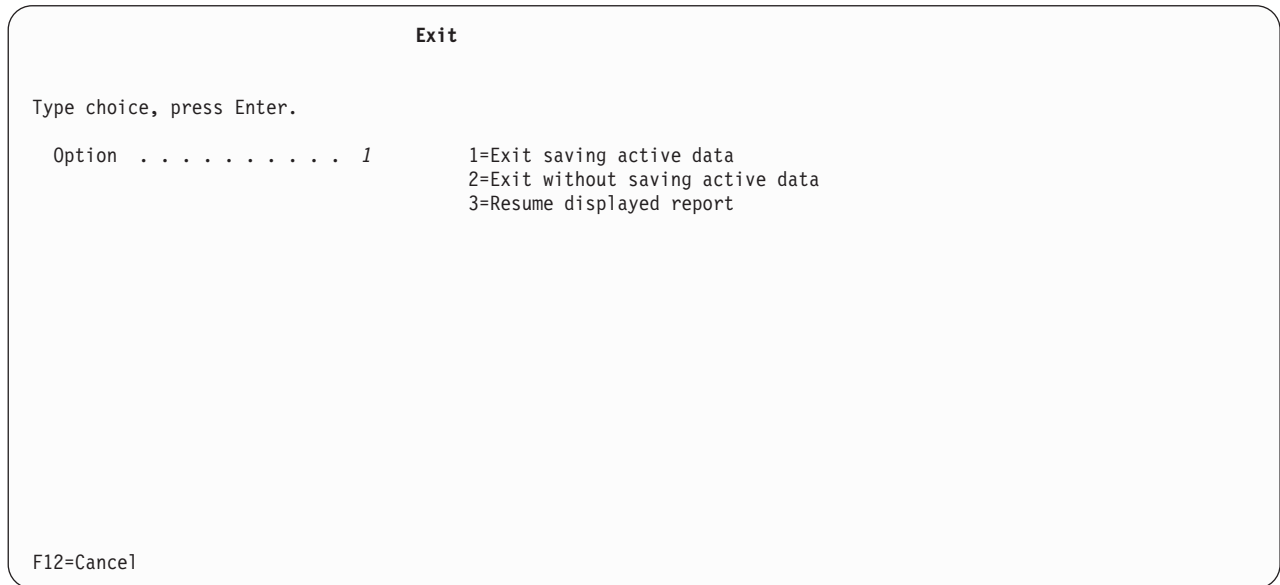 Exit
Type choice, press Enter.
Option . . . . . . . . . . 1 1=Exit saving active data
2=Exit without saving active data
3=Resume displayed report
F12=Cancel